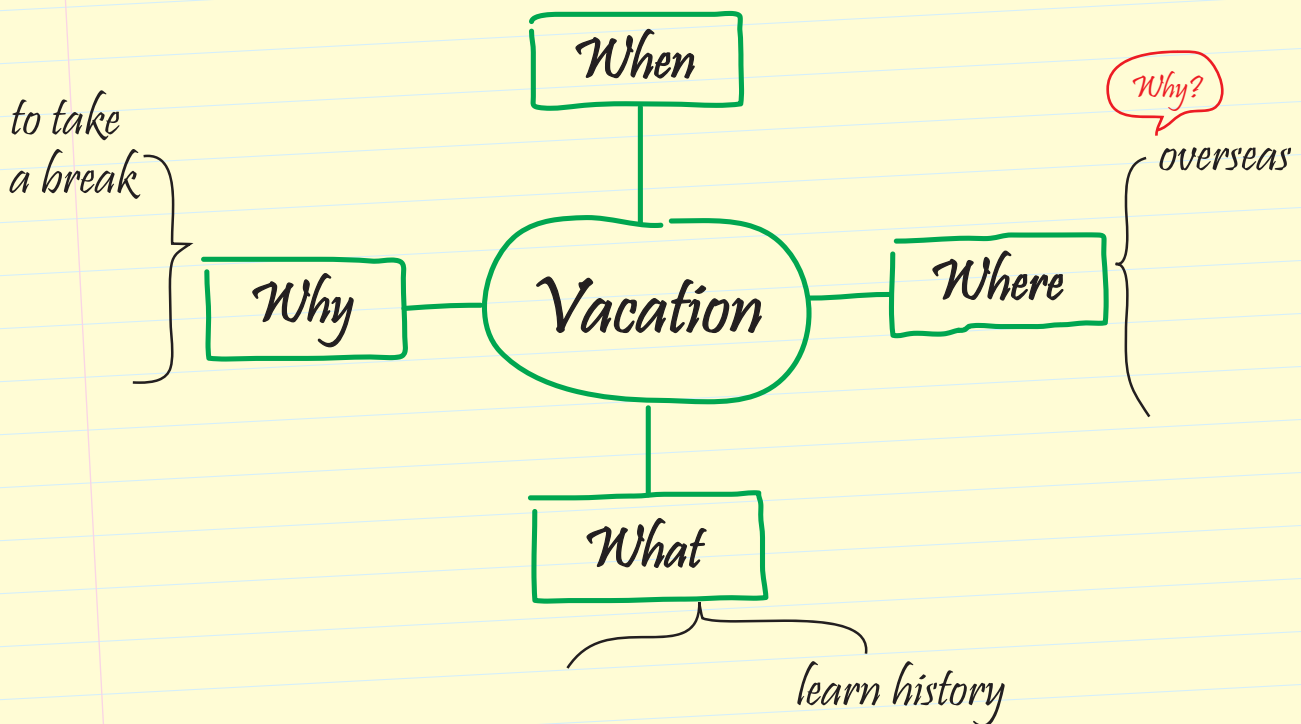 When
Why?
to take
a break
overseas
Why
Vacation
Where
What
learn history